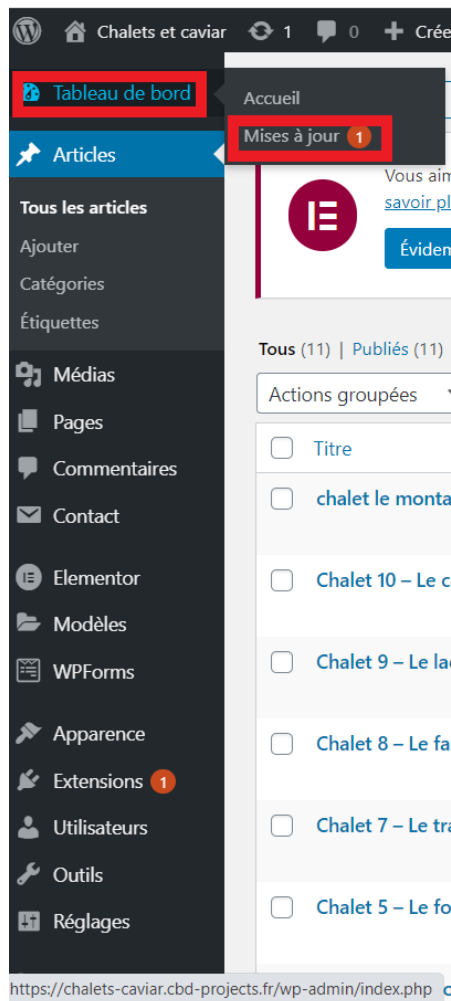 Chalets et caviar 1 0 + Crée
Tableau de bord
Accueil
Mises à jour 1
Articles
Tous les articles
Ajouter
Catégories
Étiquettes
Médias
Pages
Commentaires
Contact
Elementor
Modèles
WPForms
Apparence
Extensions 1
Utilisateurs
Outils
Réglages
Vous aim
savoir pl
Éviden
Tous (11) | Publiés (11)
Actions groupées
Titre
chalet le monta
Chalet 10 – Le c
Chalet 9 – Le la
Chalet 8 – Le fa
Chalet 7 – Le tra
Chalet 5 – Le fo
https://chalets-caviar.cbd-projects.fr/wp-admin/index.php